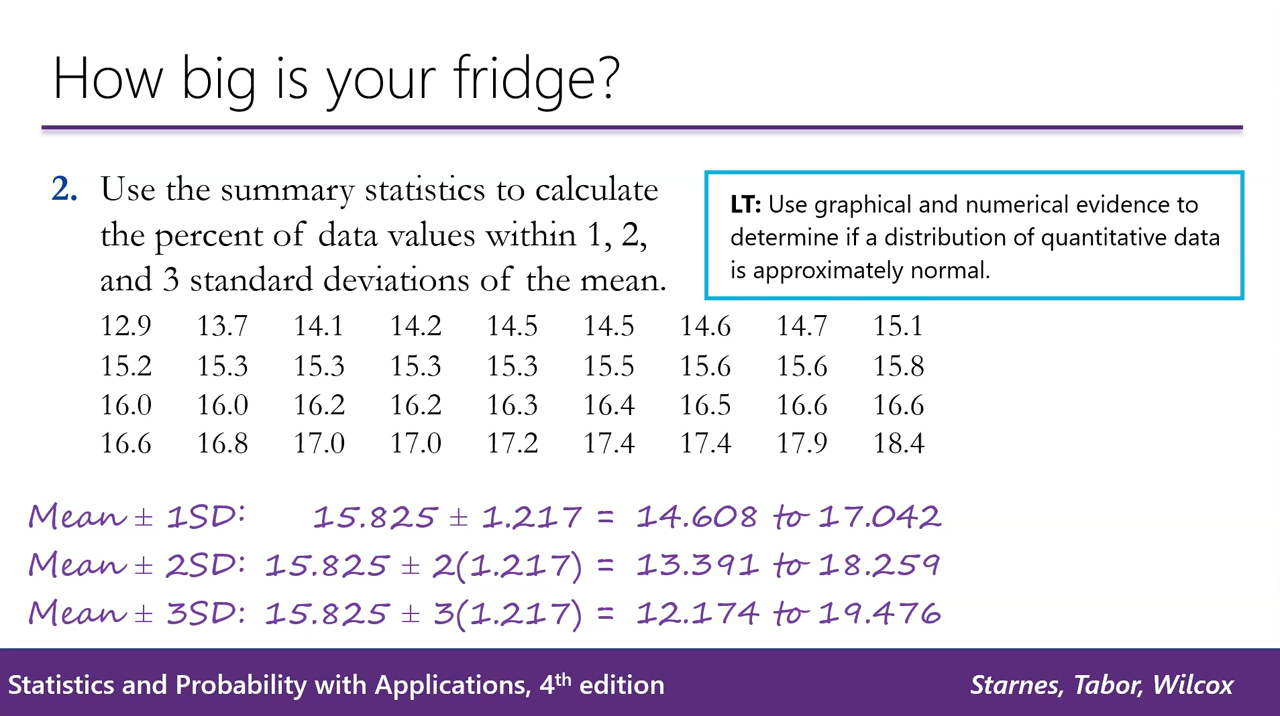 How big is your fridge?
2. Use the summary statistics to calculate
the percent of data values within 1, 2,
and 3 standard deviations of the mean.
LT: Use graphical and numerical evidence to
determine if a distribution of quantitative data
is approximately normal.
12.9 13.7 14.1 14.2 14.5 14.5 14.6 14.7 15.1
15.2 15.3 15.3 15.3 15.3 15.5 15.6 15.6 15.8
16.0 16.0 16.2 16.2 16.3 16.4 16.5 16.6 16.6
16.6 16.8 17.0 17.0 17.2 17.4 17.4 17.9 18.4
Mean ± 1SD: 15.825 ± 1.217 = 14.608 to 17.042
Mean ± 2SD: 15.825 ± 2(1.217) = 13.391 to 18.259
Mean ± 3SD: 15.825 ± 3(1.217) = 12.174 to 19.476
Statistics and Probability with Applications, 4th edition
Starnes, Tabor, Wilcox